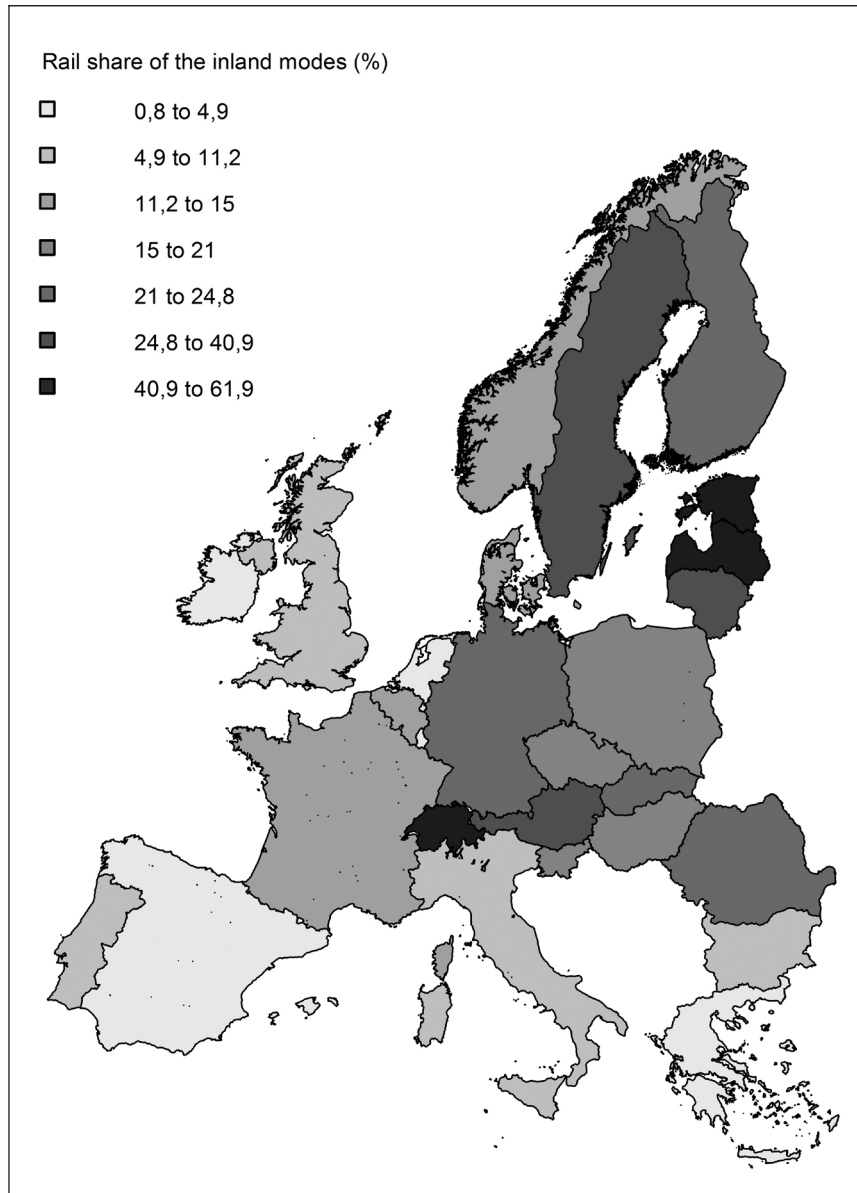 Rail share of the inland modes (%)
0,8 to 4,9
4,9 to 11,2
11,2 to 15
15 to 21
21 to 24,8
24,8 to 40,9
40,9 to 61,9